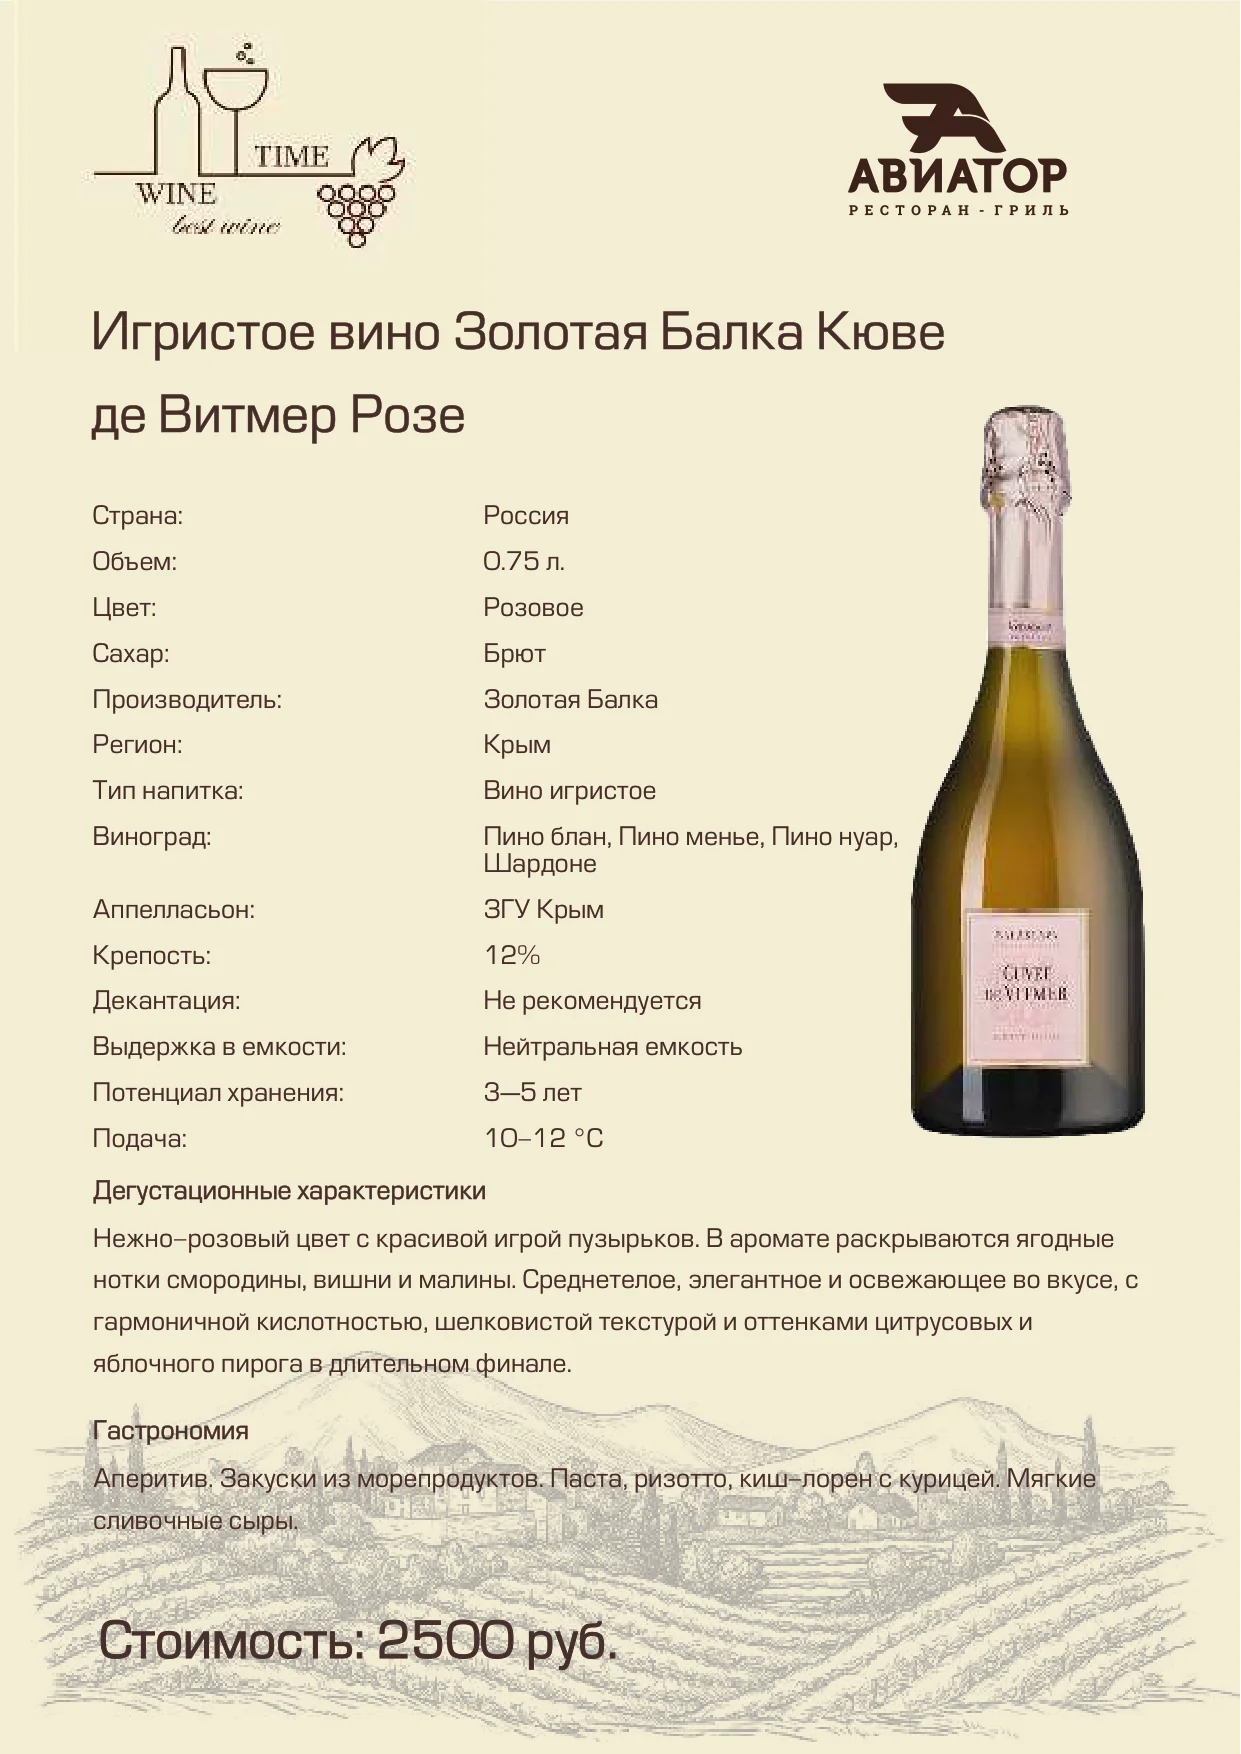 TIME
WINE
best wine
АВИАТОР
РЕСТОРАН - ГРИЛЬ
Игристое вино Золотая Балка Кюве
де Витмер Розе
Страна: Россия
Объем: 0.75 л.
Цвет: Розовое
Сахар: Брют
Производитель: Золотая Балка
Регион: Крым
Тип напитка: Вино игристое
Виноград: Пино блан, Пино менье, Пино нуар,
Шардоне
Аппелласьон: ЗГУ Крым
Крепость: 12%
Декантация: Не рекомендуется
Выдержка в емкости: Нейтральная емкость
Потенциал хранения: 3—5 лет
Подача: 10–12 °C
CUVÉE
DE VITMER
Дегустационные характеристики
Нежно–розовый цвет с красивой игрой пузырьков. В аромате раскрываются ягодные
нотки смородины, вишни и малины. Среднетелое, элегантное и освежающее во вкусе, с
гармоничной кислотностью, шелковистой текстурой и оттенками цитрусовых и
яблочного пирога в длительном финале.
Гастрономия
Аперитив. Закуски из морепродуктов. Паста, ризотто, киш–лорен с курицей. Мягкие
сливочные сыры.
Стоимость: 2500 руб.